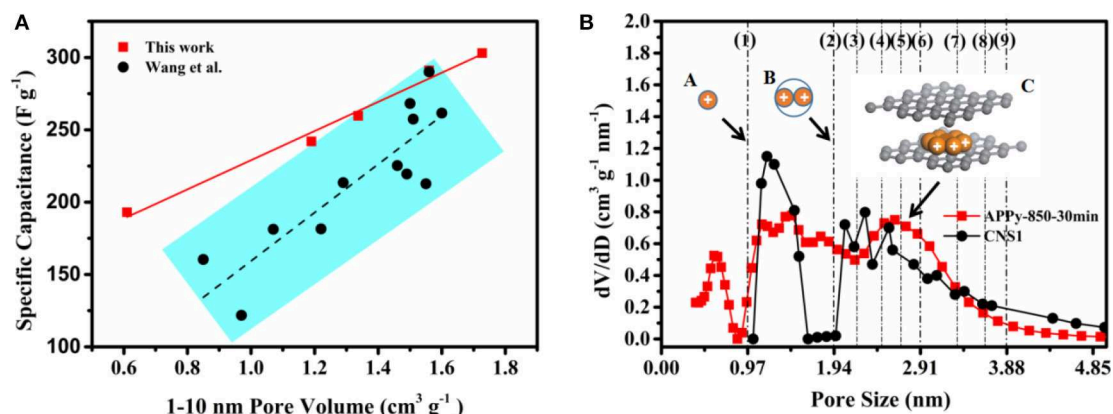 A
This work
Wang et al.
Specific Capacitance (F g⁻¹)
300
250
200
150
100
0.6 0.8 1.0 1.2 1.4 1.6 1.8
1-10 nm Pore Volume (cm³ g⁻¹)
B
(1) (2) (3) (4) (5) (6) (7) (8) (9)
A
B
C
+
+ +
+ + + +
APPy-850-30min
CNS1
dV/dD (cm³ g⁻¹ nm⁻¹)
2.0
1.8
1.6
1.4
1.2
1.0
0.8
0.6
0.4
0.2
0.0
0.00 0.97 1.94 2.91 3.88 4.85
Pore Size (nm)